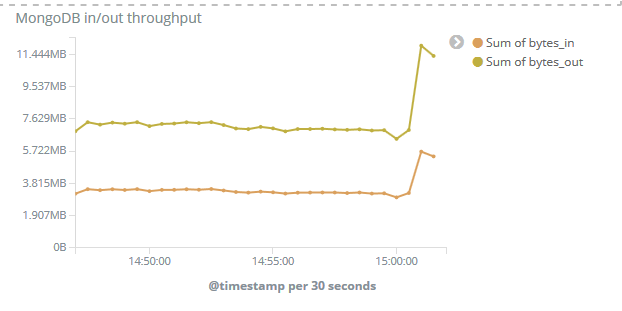 MongoDB in/out throughput
11.444MB
9.537MB
7.629MB
5.722MB
3.815MB
1.907MB
0B
14:50:00
14:55:00
15:00:00
@timestamp per 30 seconds
Sum of bytes_in
Sum of bytes_out